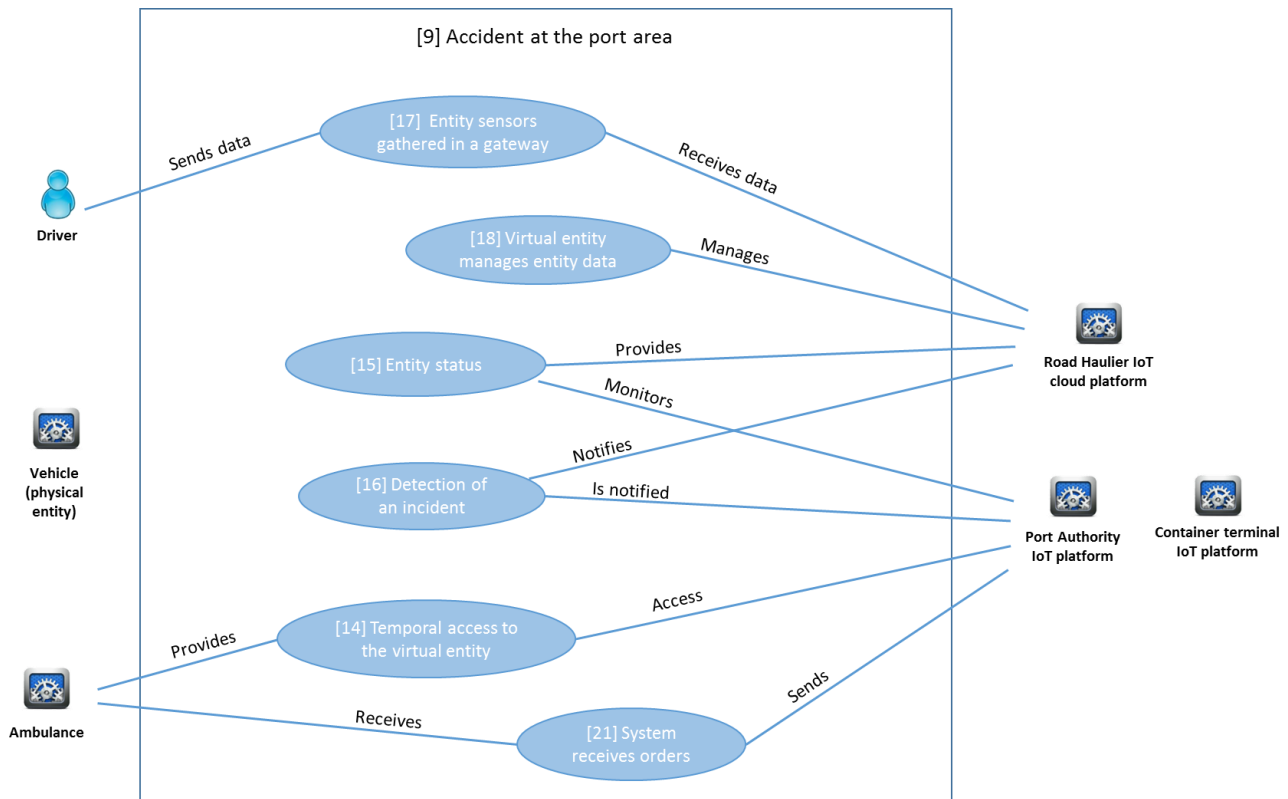 [9] Accident at the port area
[17] Entity sensors
gathered in a gateway
Sends data
Receives data
Driver
[18] Virtual entity
manages entity data
Manages
Road Haulier IoT
cloud platform
[15] Entity status
Provides
Monitors
Vehicle
(physical
entity)
[16] Detection of
an incident
Notifies
Is notified
Port Authority
IoT platform
Container terminal
IoT platform
[14] Temporal access to
the virtual entity
Provides
Access
Ambulance
Receives
[21] System
receives orders
Sends